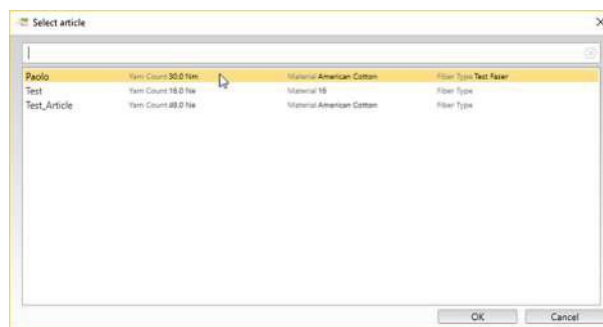 Select article
Paolo Yarn Count 30.0 Nm Material American Cotton Fiber Type Test Faser
Test Yarn Count 16.0 Ne Material 16 Fiber Type
Test_Article Yarn Count 48.0 Ne Material American Cotton Fiber Type
OK Cancel